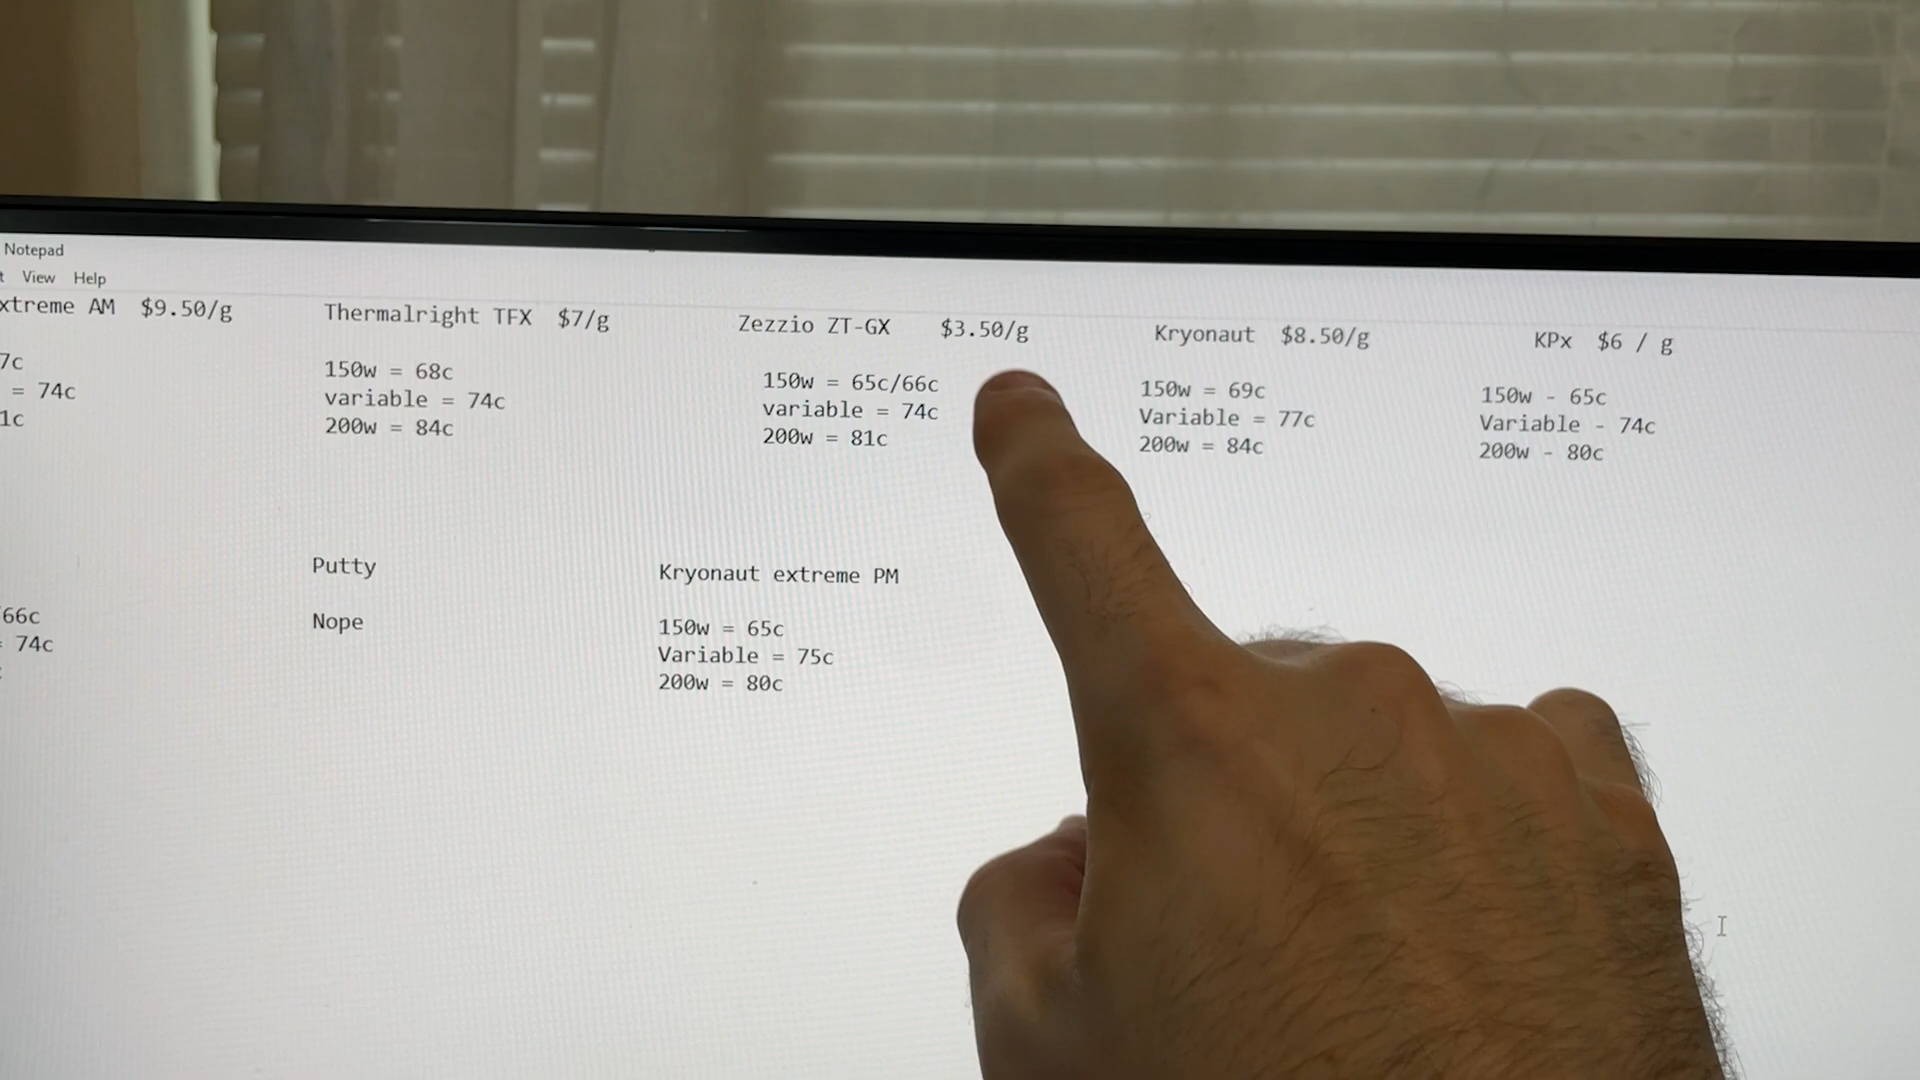 Notepad
View Help
xtreme AM $9.50/g
7c
= 74c
1c
Thermalright TFX $7/g
150w = 68c
variable = 74c
200w = 84c
Zezzio ZT-GX $3.50/g
150w = 65c/66c
variable = 74c
200w = 81c
Kryonaut $8.50/g
150w = 69c
Variable = 77c
200w = 84c
KPx $6 / g
150w - 65c
Variable - 74c
200w - 80c
66c
= 74c
Putty
Nope
Kryonaut extreme PM
150w = 65c
Variable = 75c
200w = 80c